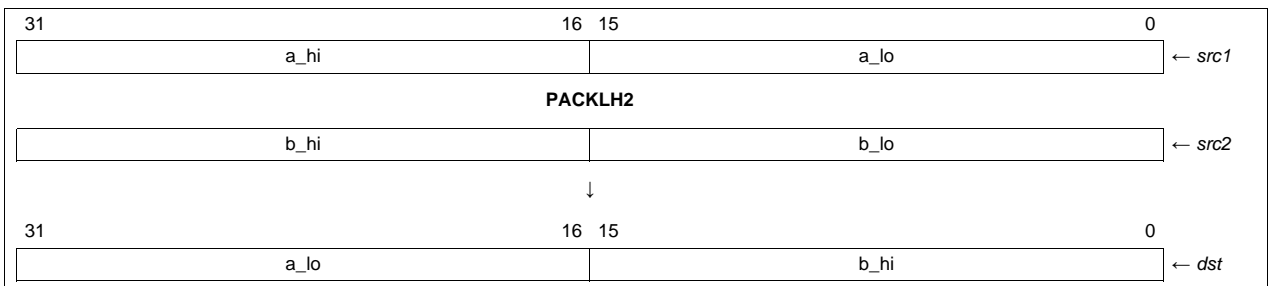 31 16 15 0
a_hi a_lo ← src1
PACKLH2
b_hi b_lo ← src2
↓
31 16 15 0
a_lo b_hi ← dst